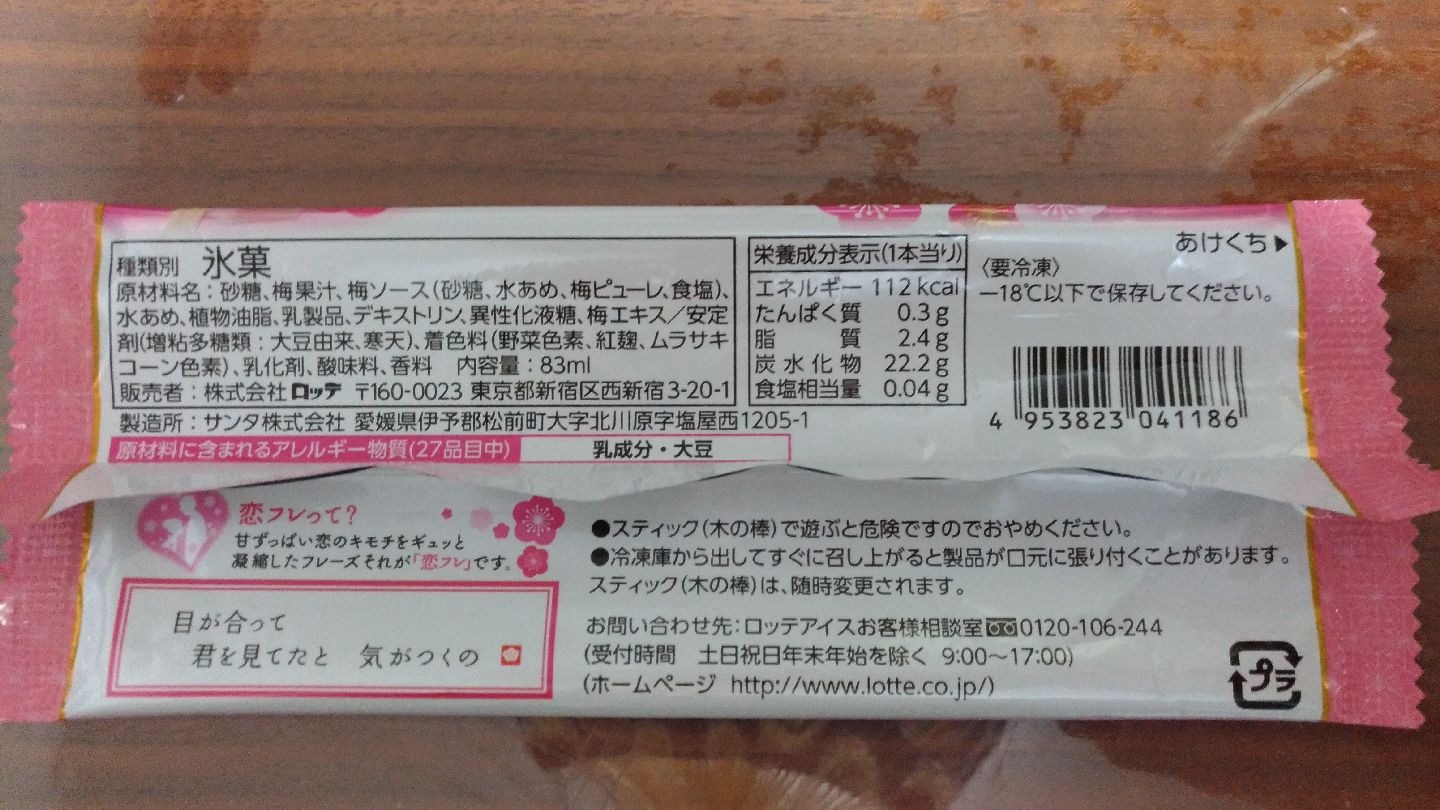 種類別 氷菓
原材料名：砂糖、梅果汁、梅ソース（砂糖、水あめ、梅ピューレ、食塩）、
水あめ、植物油脂、乳製品、デキストリン、異性化液糖、梅エキス／安定
剤（増粘多糖類：大豆由来、寒天）、着色料（野菜色素、紅麹、ムラサキ
コーン色素）、乳化剤、酸味料、香料 内容量：83ml
販売者：株式会社ロッテ 〒160-0023 東京都新宿区西新宿3-20-1
製造所：サンタ株式会社 愛媛県伊予郡松前町大字北川原字塩屋西1205-1
原材料に含まれるアレルギー物質(27品目中) 乳成分・大豆
栄養成分表示(1本当り)
エネルギー 112 kcal
たんぱく質 0.3 g
脂質 2.4 g
炭水化物 22.2 g
食塩相当量 0.04 g
あけくち▶
〈要冷凍〉
－18℃以下で保存してください。
4 953823 041186
恋フレって？
甘ずっぱい恋のキモチをギュッと
凝縮したフレーズそれが「恋フレ」です。
目が合って
君を見てたと 気がつくの
●スティック（木の棒）で遊ぶと危険ですのでおやめください。
●冷凍庫から出してすぐに召し上がると製品が口元に張り付くことがあります。
スティック（木の棒）は、随時変更されます。
お問い合わせ先：ロッテアイスお客様相談室 0120-106-244
(受付時間 土日祝日年末年始を除く 9:00～17:00)
(ホームページ http://www.lotte.co.jp/)
プラ